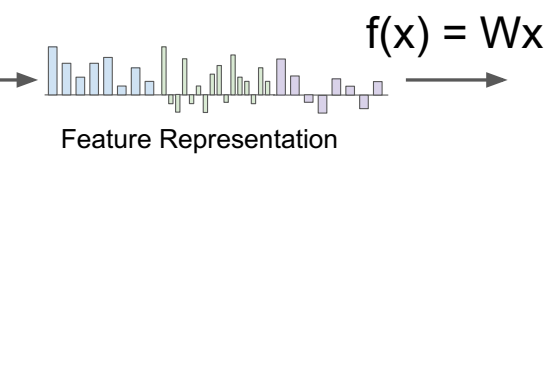 f(x) = Wx
Feature Representation